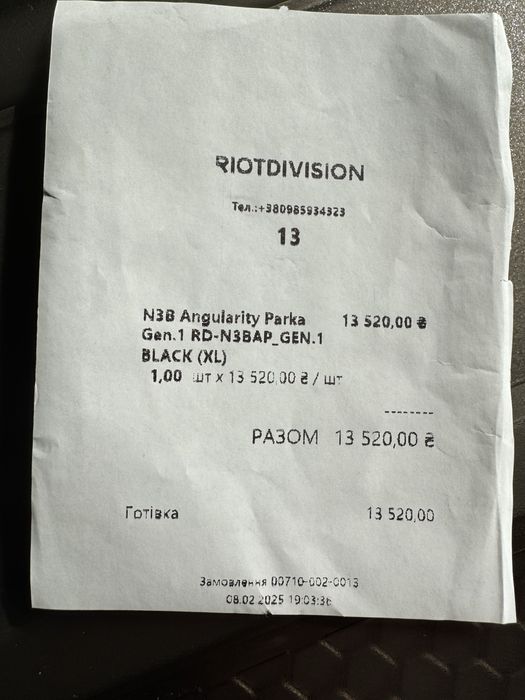 RIOTDIVISION
Тел.:+380985934323
13
N3B Angularity Parka 13 520,00 ₴
Gen.1 RD-N3BAP_GEN.1
BLACK (XL)
1,00 шт x 13 520,00 ₴ / шт
--------
РАЗОМ 13 520,00 ₴
Готівка 13 520,00
Замовлення 00710-002-0013
08.02.2025 19:03:36